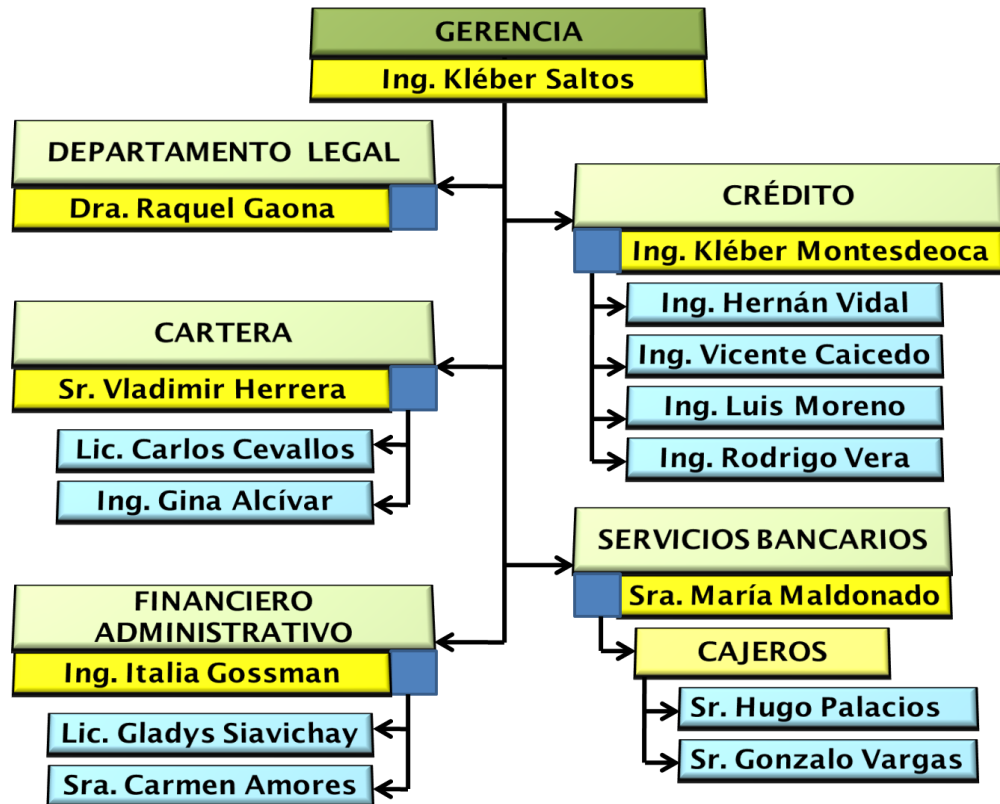 GERENCIA
Ing. Kléber Saltos
DEPARTAMENTO LEGAL
Dra. Raquel Gaona
CARTERA
Sr. Vladimir Herrera
Lic. Carlos Cevallos
Ing. Gina Alcívar
FINANCIERO
ADMINISTRATIVO
Ing. Italia Gossman
Lic. Gladys Siavichay
Sra. Carmen Amores
CRÉDITO
Ing. Kléber Montesdeoca
Ing. Hernán Vidal
Ing. Vicente Caicedo
Ing. Luis Moreno
Ing. Rodrigo Vera
SERVICIOS BANCARIOS
Sra. María Maldonado
CAJEROS
Sr. Hugo Palacios
Sr. Gonzalo Vargas